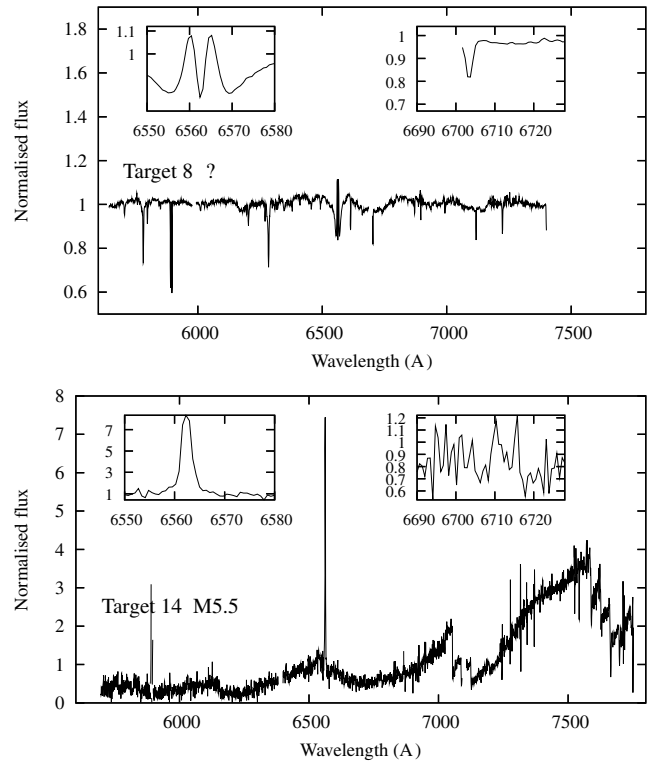 1.8
1.6
1.4
1.2
1
0.8
0.6
Normalised flux
1.1
1
6550 6560 6570 6580
1
0.9
0.8
0.7
6690 6700 6710 6720
Target 8 ?
6000 6500 7000 7500
Wavelength (A)
8
7
6
5
4
3
2
1
0
Normalised flux
7
5
3
1
6550 6560 6570 6580
1.2
1.1
1
0.9
0.8
0.7
0.6
6690 6700 6710 6720
Target 14 M5.5
6000 6500 7000 7500
Wavelength (A)